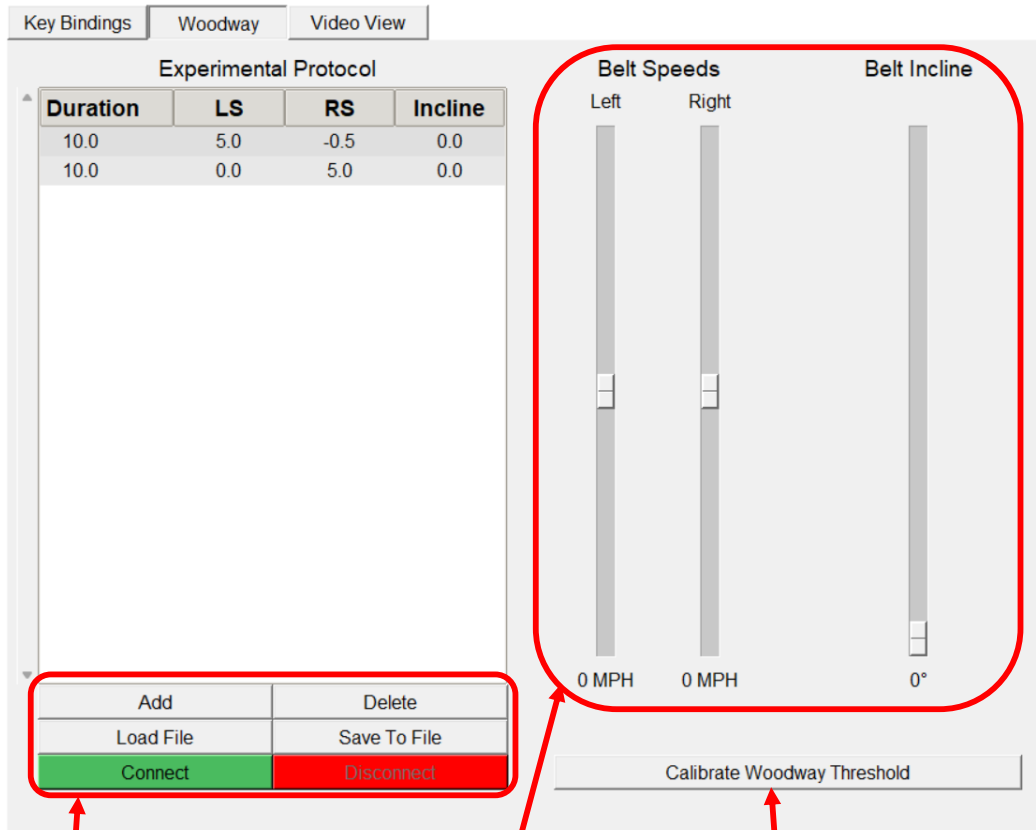 Key Bindings Woodway Video View
Experimental Protocol
Duration LS RS Incline
10.0 5.0 -0.5 0.0
10.0 0.0 5.0 0.0
Add Delete
Load File Save To File
Connect Disconnect
Belt Speeds Belt Incline
Left Right
0 MPH 0 MPH 0°
Calibrate Woodway Threshold